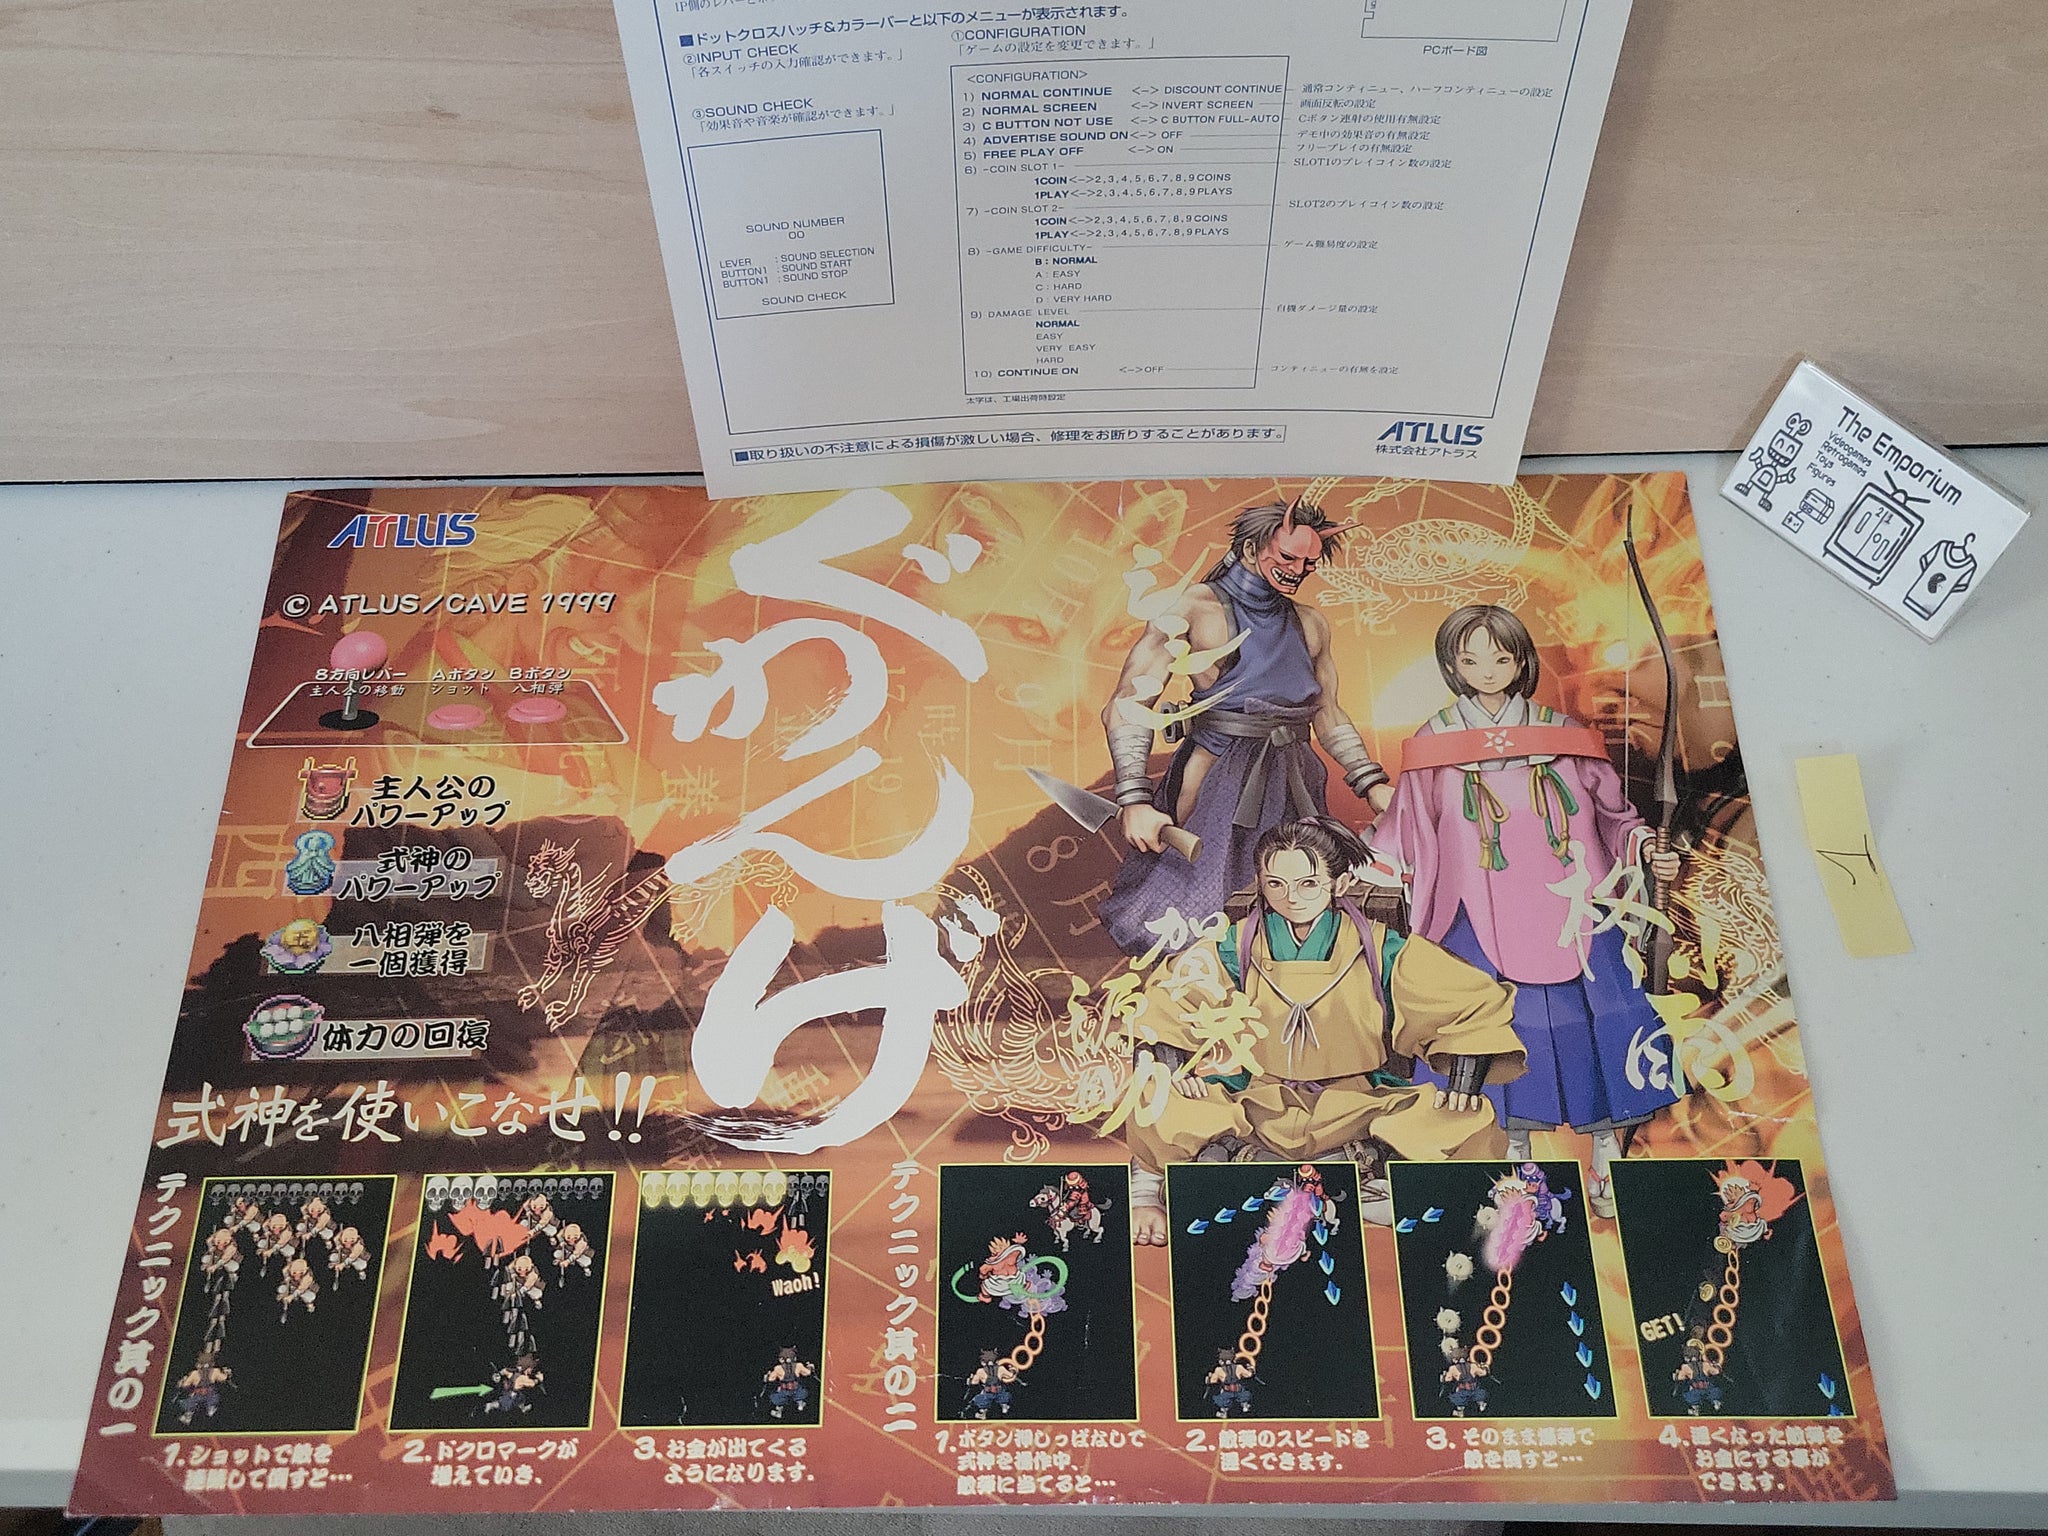 ■ドットクロスハッチ&カラーバーと以下のメニューが表示されます。
②INPUT CHECK
「各スイッチの入力確認ができます。」
③SOUND CHECK
「効果音や音楽が確認ができます。」
SOUND NUMBER
00
LEVER : SOUND SELECTION
BUTTON1 : SOUND START
BUTTON1 : SOUND STOP
SOUND CHECK
①CONFIGURATION
「ゲームの設定を変更できます。」
<CONFIGURATION>
1) NORMAL CONTINUE <-> DISCOUNT CONTINUE 通常コンティニュー、ハーフコンティニューの設定
2) NORMAL SCREEN <-> INVERT SCREEN 画面反転の設定
3) C BUTTON NOT USE <-> C BUTTON FULL-AUTO Cボタン連射の使用有無設定
4) ADVERTISE SOUND ON <-> OFF デモ中の効果音の有無設定
5) FREE PLAY OFF <-> ON フリープレイの有無設定
6) -COIN SLOT 1- SLOT1のプレイコイン数の設定
1COIN<->2,3,4,5,6,7,8,9COINS
1PLAY<->2,3,4,5,6,7,8,9PLAYS
7) -COIN SLOT 2- SLOT2のプレイコイン数の設定
1COIN<->2,3,4,5,6,7,8,9COINS
1PLAY<->2,3,4,5,6,7,8,9PLAYS
8) -GAME DIFFICULTY- ゲーム難易度の設定
B : NORMAL
A : EASY
C : HARD
D : VERY HARD
9) DAMAGE LEVEL 自機ダメージ量の設定
NORMAL
EASY
VERY EASY
HARD
10) CONTINUE ON <->OFF コンティニューの有無を設定
太字は、工場出荷時設定
PCボード図
■取り扱いの不注意による損傷が激しい場合、修理をお断りすることがあります。
ATLUS
株式会社アトラス
The Emporium
Videogames
Retrogames
Toys
Figures
1
ATLUS
© ATLUS/CAVE 1999
8方向レバー Aボタン Bボタン
主人公の移動 ショット 八相弾
主人公の
パワーアップ
式神の
パワーアップ
八相弾を
一個獲得
体力の回復
式神を使いこなせ!!
ぐわんげ
シシン
賀茂源助
柊小雨
テクニック其の一
1.ショットで敵を
連続して倒すと…
2.ドクロマークが
増えていき、
Waoh!
3.お金が出てくる
ようになります。
テクニック其の二
1.ボタン押しっぱなしで
式神を操作中、
敵弾に当てると…
2.敵弾のスピードを
遅くできます。
3.そのまま爆弾で
敵を倒すと…
GET!
4.遅くなった敵弾を
お金にする事が
できます。